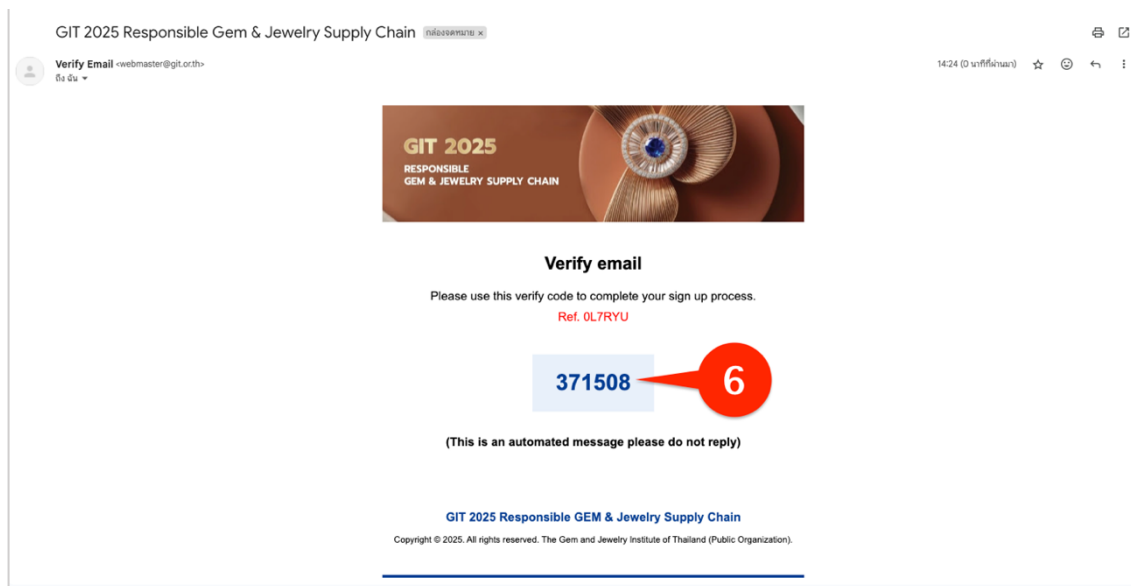 GIT 2025 Responsible Gem & Jewelry Supply Chain กล่องจดหมาย ×
Verify Email <webmaster@git.or.th>
14:24 (0 นาทีที่ผ่านมา)
ถึง ฉัน
GIT 2025
RESPONSIBLE
GEM & JEWELRY SUPPLY CHAIN
Verify email
Please use this verify code to complete your sign up process.
Ref. 0L7RYU
371508
6
(This is an automated message please do not reply)
GIT 2025 Responsible GEM & Jewelry Supply Chain
Copyright © 2025. All rights reserved. The Gem and Jewelry Institute of Thailand (Public Organization).